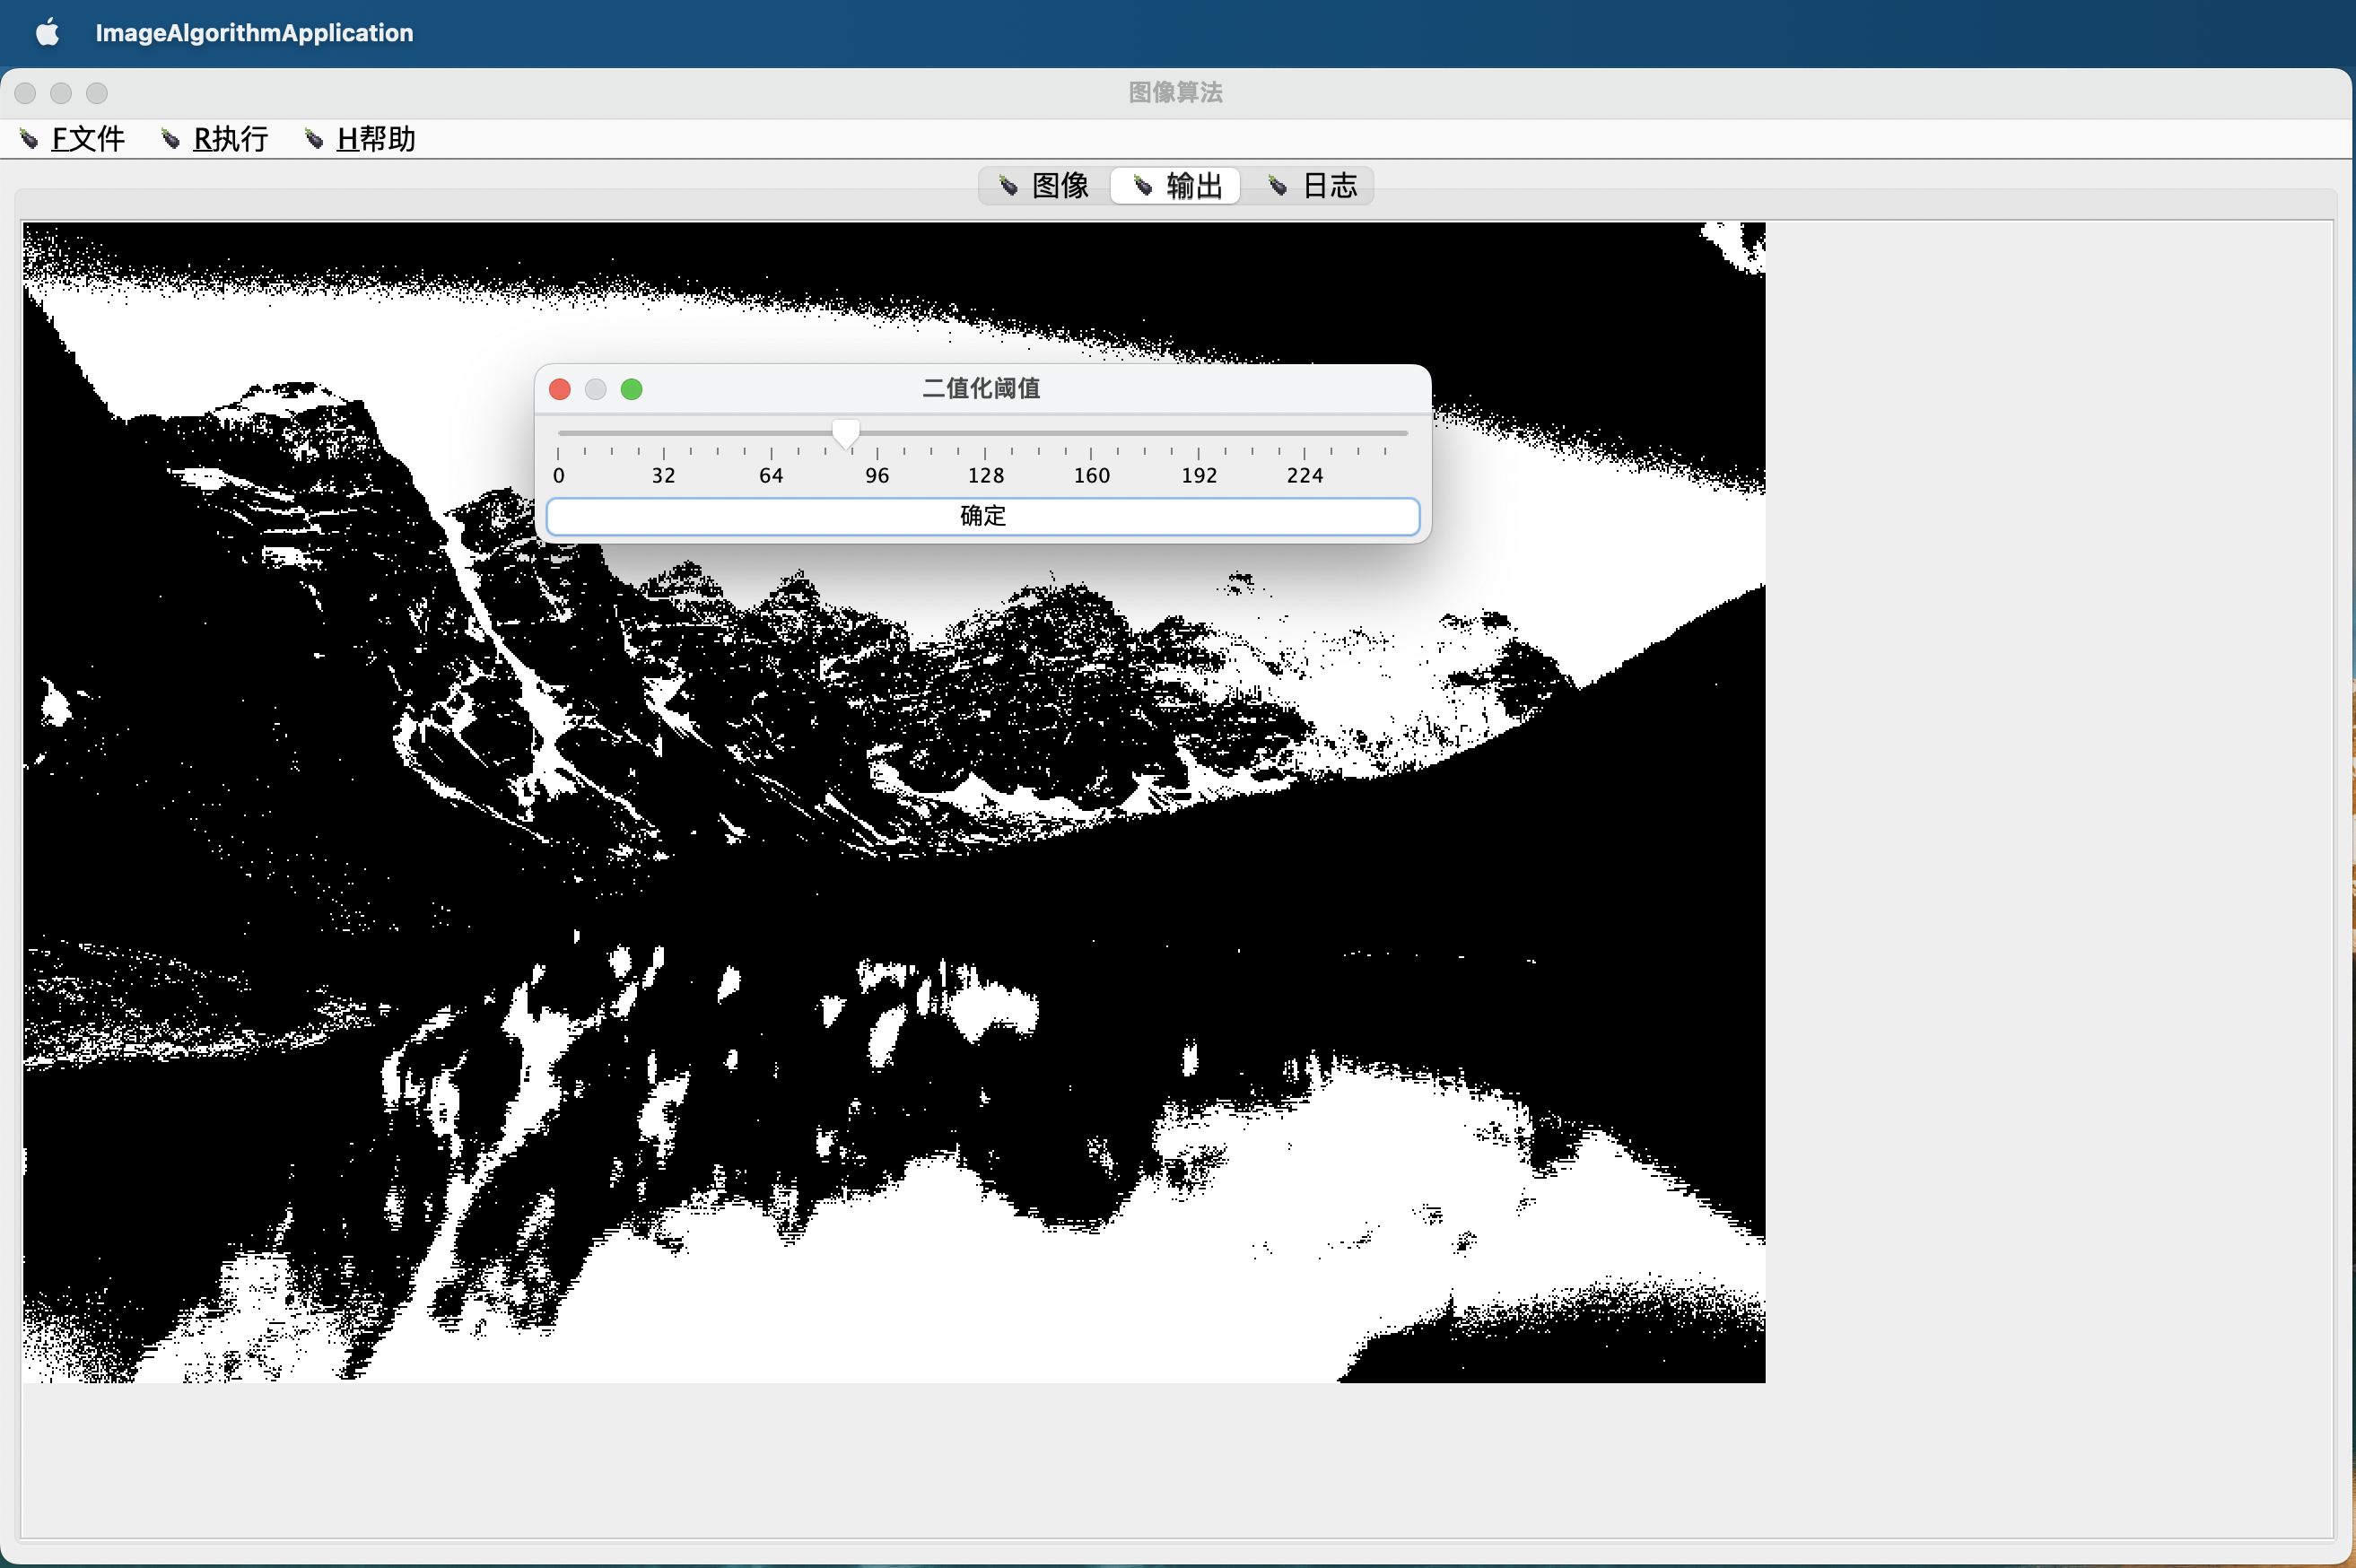 ImageAlgorithmApplication
图像算法
F文件 R执行 H帮助
图像 输出 日志
二值化阈值
0 32 64 96 128 160 192 224
确定